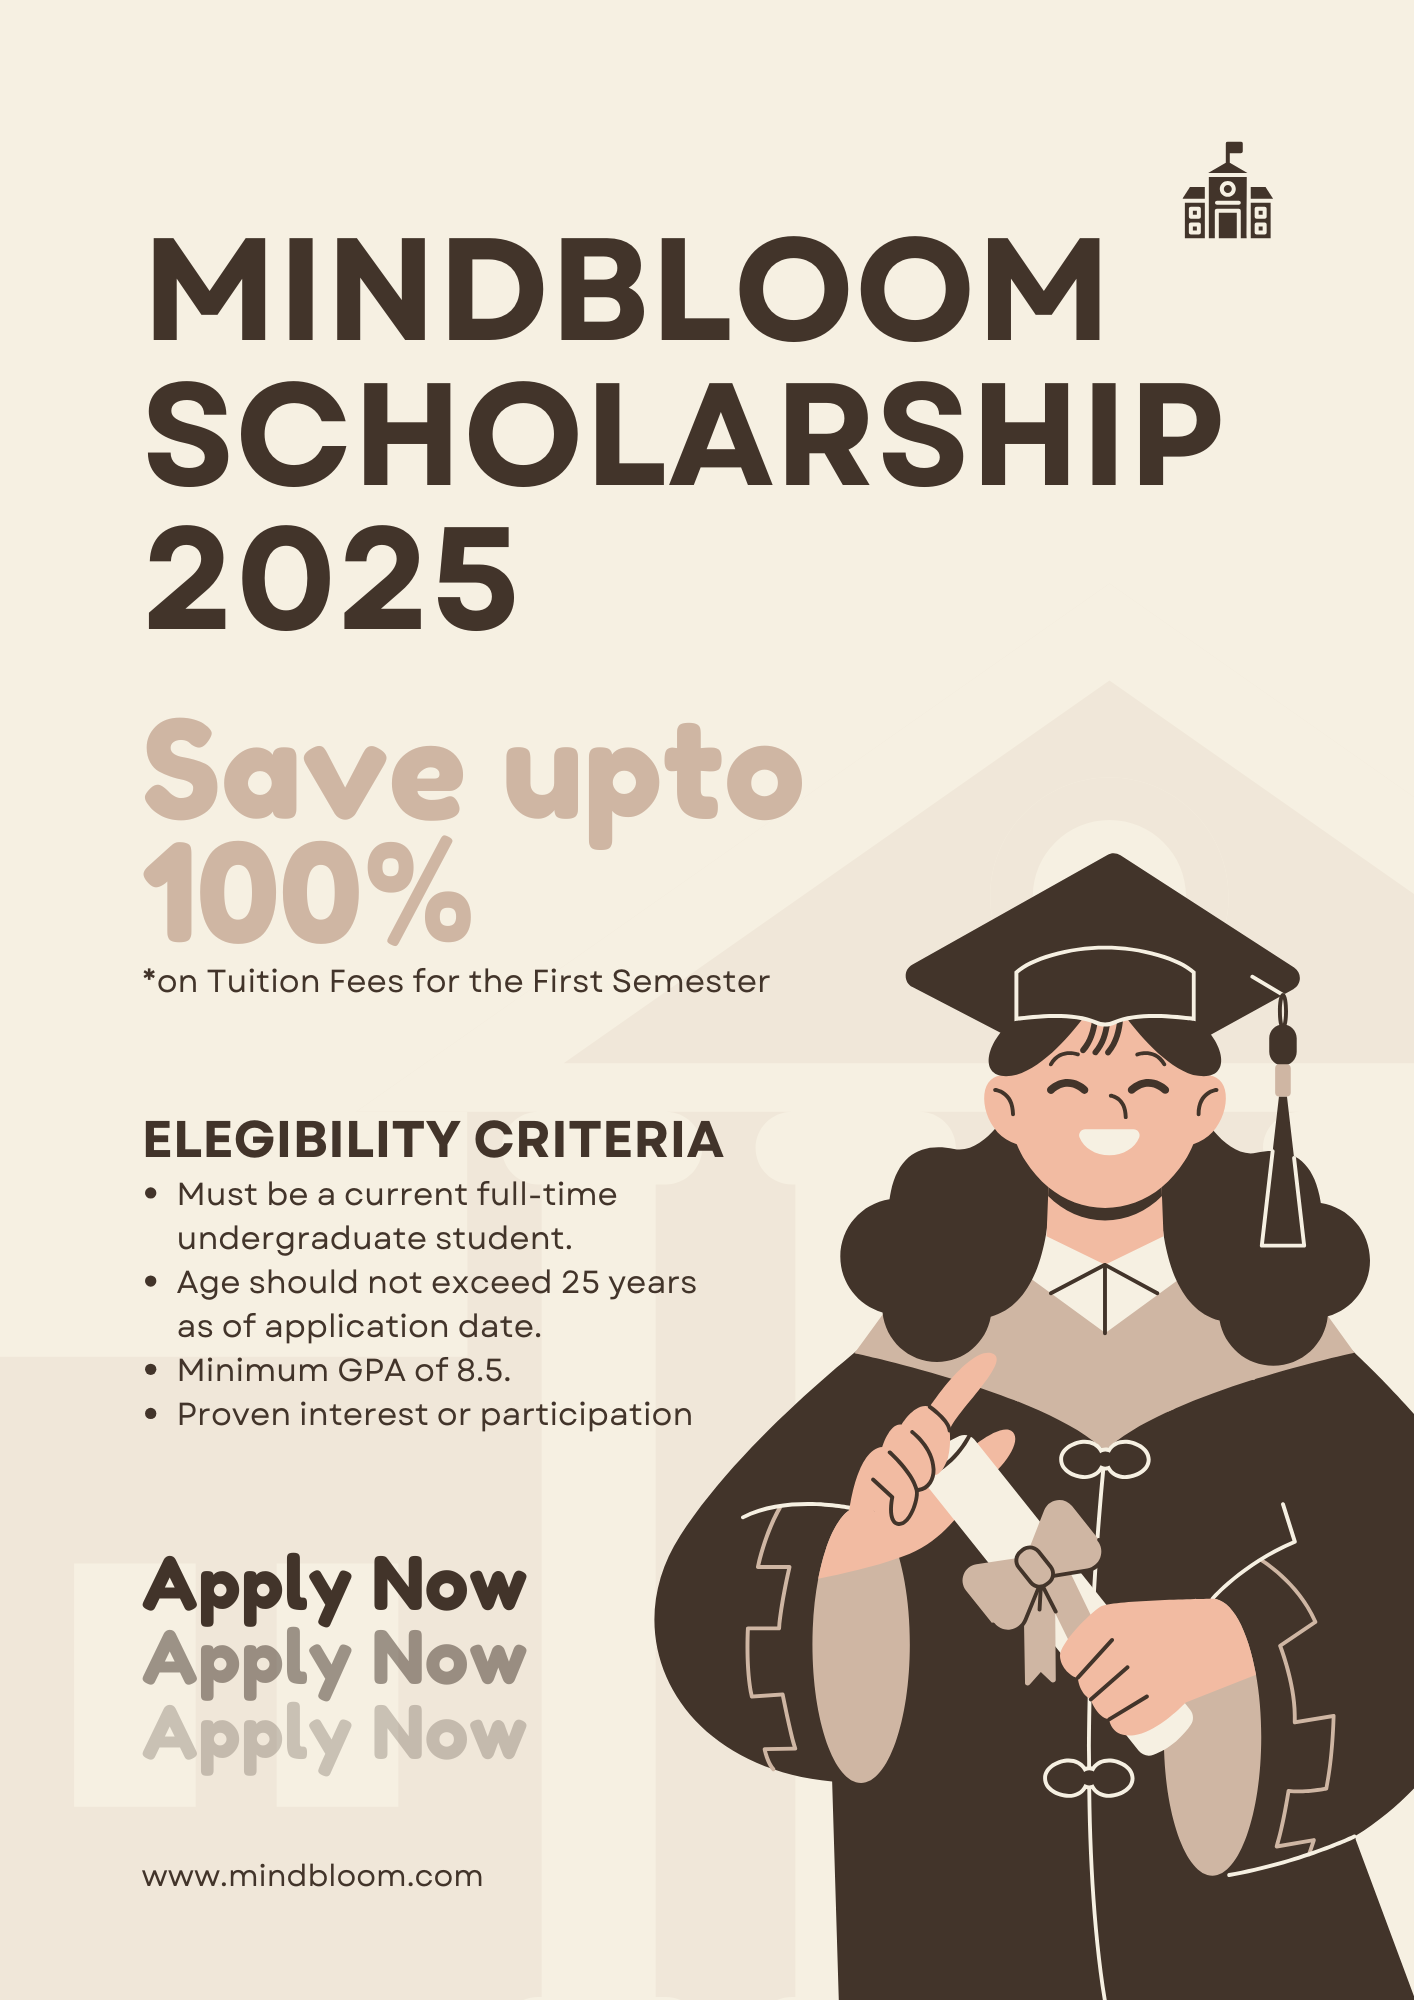 MINDBLOOM
SCHOLARSHIP
2025
Save upto
100%
*on Tuition Fees for the First Semester
ELEGIBILITY CRITERIA
• Must be a current full-time
undergraduate student.
• Age should not exceed 25 years
as of application date.
• Minimum GPA of 8.5.
• Proven interest or participation
Apply Now
Apply Now
Apply Now
www.mindbloom.com